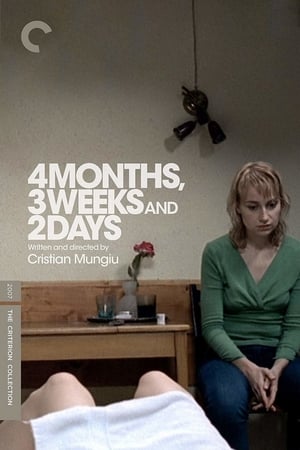 4 MONTHS,
3 WEEKS AND
2 DAYS
Written and directed by
Cristian Mungiu
2007
THE CRITERION COLLECTION